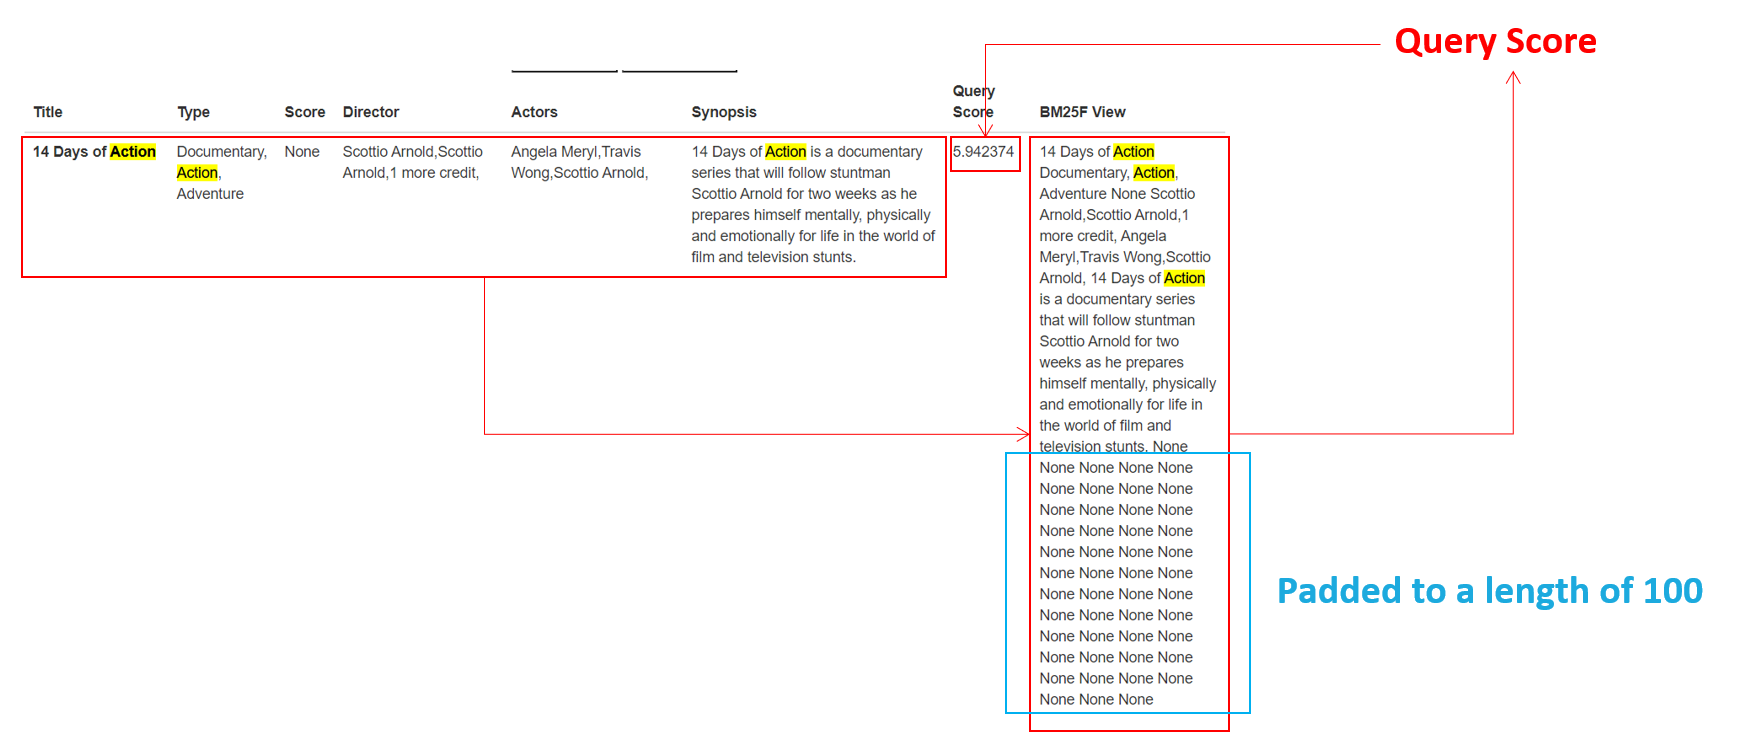 Query Score
Query
Title Type Score Director Actors Synopsis Score BM25F View
14 Days of Action
Documentary,
Action,
Adventure
None
Scottio Arnold,Scottio
Arnold,1 more credit,
Angela Meryl,Travis
Wong,Scottio Arnold,
14 Days of Action is a documentary
series that will follow stuntman
Scottio Arnold for two weeks as he
prepares himself mentally, physically
and emotionally for life in the world of
film and television stunts.
5.942374
14 Days of Action
Documentary, Action,
Adventure None Scottio
Arnold,Scottio Arnold,1
more credit, Angela
Meryl,Travis Wong,Scottio
Arnold, 14 Days of Action
is a documentary series
that will follow stuntman
Scottio Arnold for two
weeks as he prepares
himself mentally, physically
and emotionally for life in
the world of film and
television stunts. None
None None None None
None None None None
None None None None
None None None None
None None None None
None None None None
None None None None
None None None None
None None None None
None None None None
None None None None
None None None
Padded to a length of 100